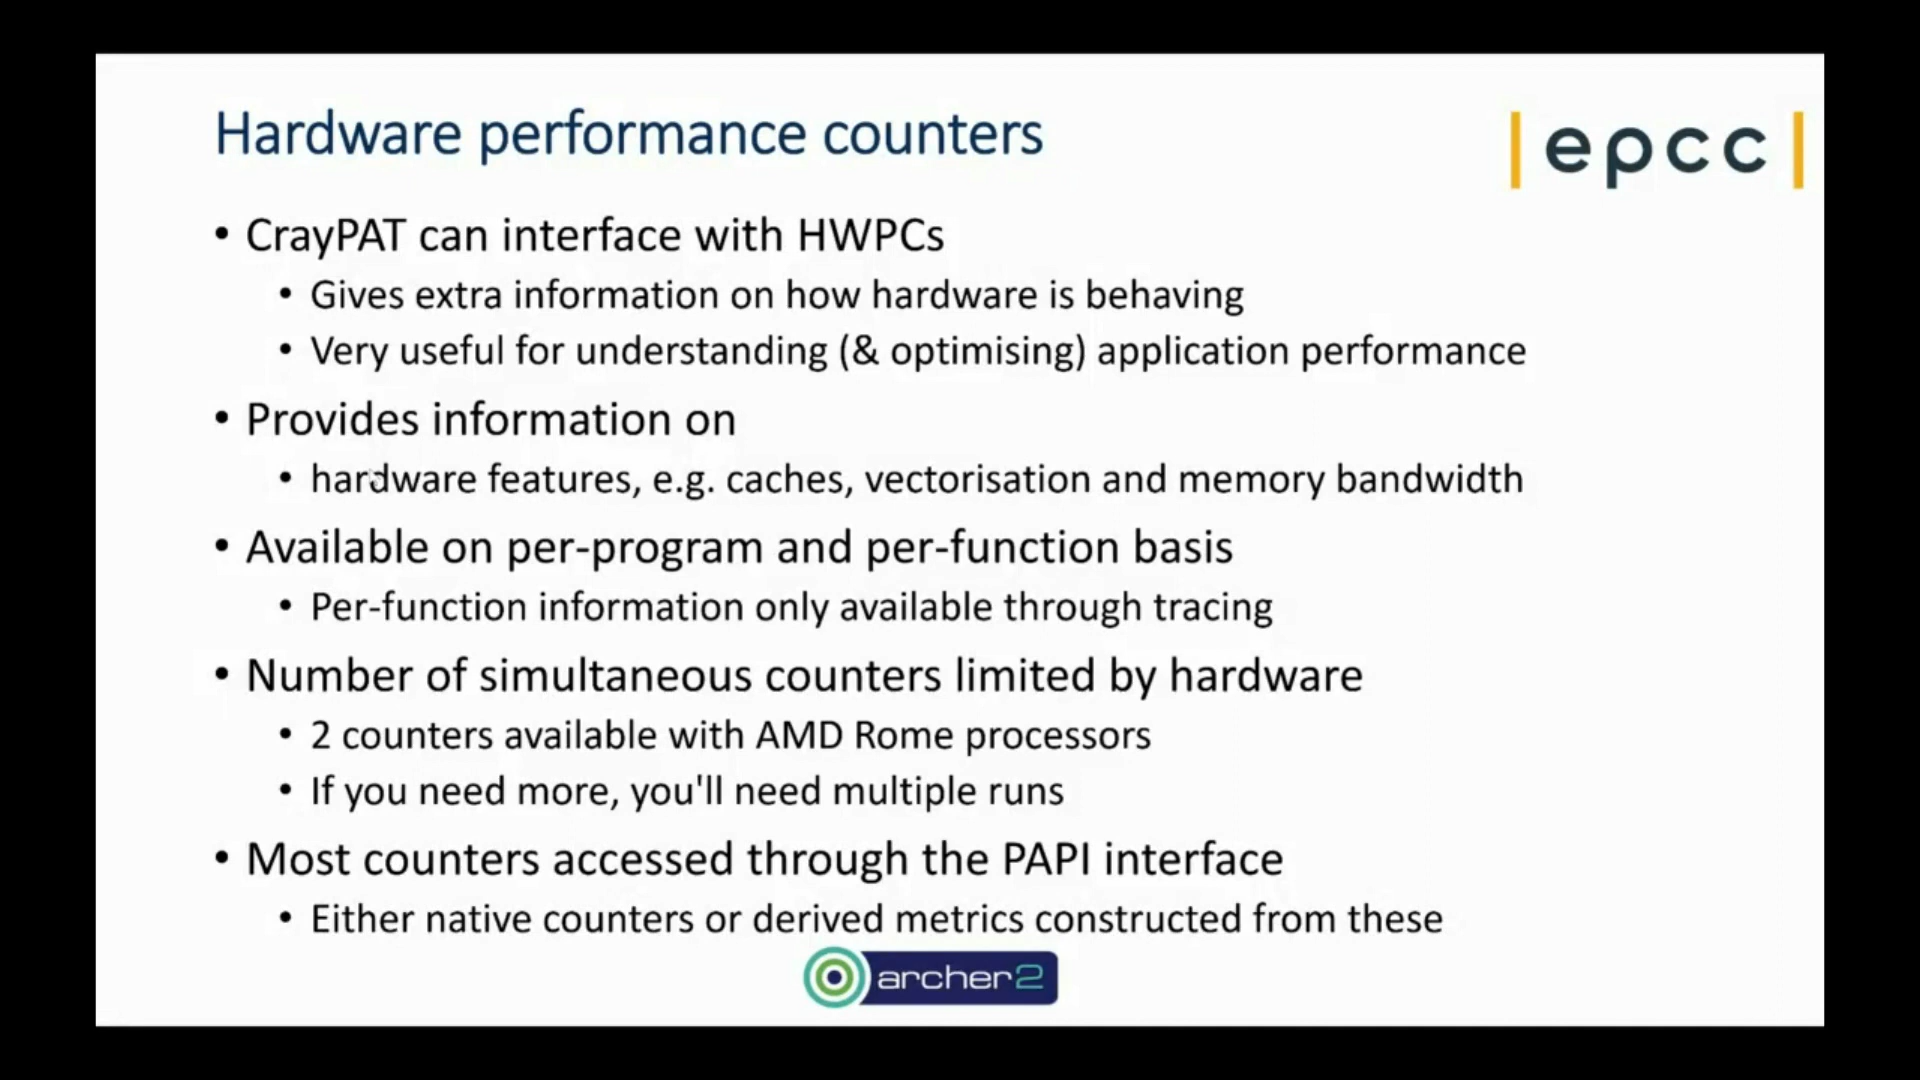 Hardware performance counters
|epcc|
• CrayPAT can interface with HWPCs
• Gives extra information on how hardware is behaving
• Very useful for understanding (& optimising) application performance
• Provides information on
• hardware features, e.g. caches, vectorisation and memory bandwidth
• Available on per-program and per-function basis
• Per-function information only available through tracing
• Number of simultaneous counters limited by hardware
• 2 counters available with AMD Rome processors
• If you need more, you'll need multiple runs
• Most counters accessed through the PAPI interface
• Either native counters or derived metrics constructed from these
archer2